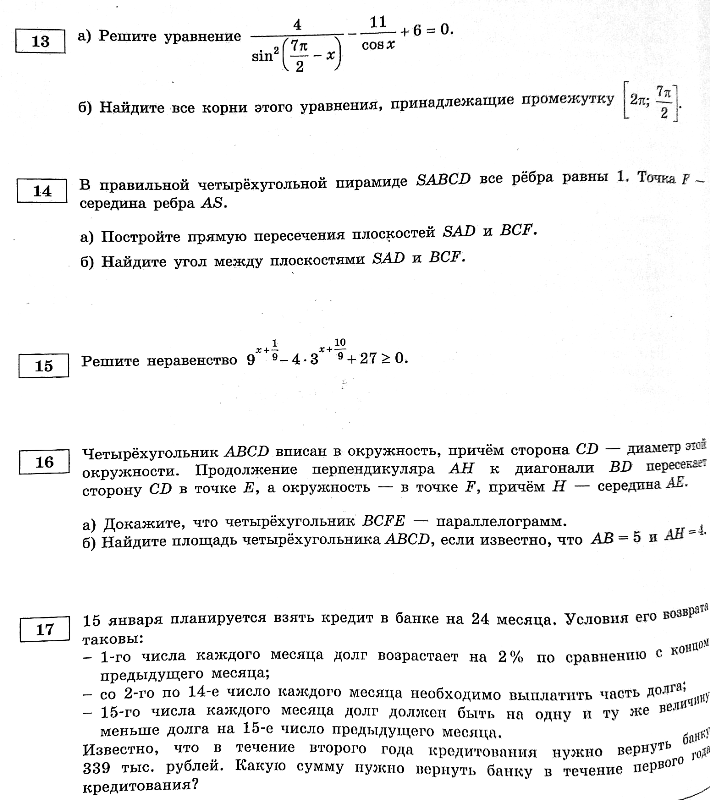 13 а) Решите уравнение 4/sin²(7π/2 − x) − 11/cos x + 6 = 0.
б) Найдите все корни этого уравнения, принадлежащие промежутку [2π; 7π/2].
14 В правильной четырёхугольной пирамиде SABCD все рёбра равны 1. Точка F –
середина ребра AS.
а) Постройте прямую пересечения плоскостей SAD и BCF.
б) Найдите угол между плоскостями SAD и BCF.
15 Решите неравенство 9^(x+1/9) − 4 · 3^(x+10/9) + 27 ≥ 0.
16 Четырёхугольник ABCD вписан в окружность, причём сторона CD — диаметр этой
окружности. Продолжение перпендикуляра AH к диагонали BD пересекает
сторону CD в точке E, а окружность — в точке F, причём H — середина AE.
а) Докажите, что четырёхугольник BCFE — параллелограмм.
б) Найдите площадь четырёхугольника ABCD, если известно, что AB = 5 и AH = 4.
17 15 января планируется взять кредит в банке на 24 месяца. Условия его возврата
таковы:
– 1-го числа каждого месяца долг возрастает на 2% по сравнению с концом
предыдущего месяца;
– со 2-го по 14-е число каждого месяца необходимо выплатить часть долга;
– 15-го числа каждого месяца долг должен быть на одну и ту же величину
меньше долга на 15-е число предыдущего месяца.
Известно, что в течение второго года кредитования нужно вернуть банку
339 тыс. рублей. Какую сумму нужно вернуть банку в течение первого года
кредитования?